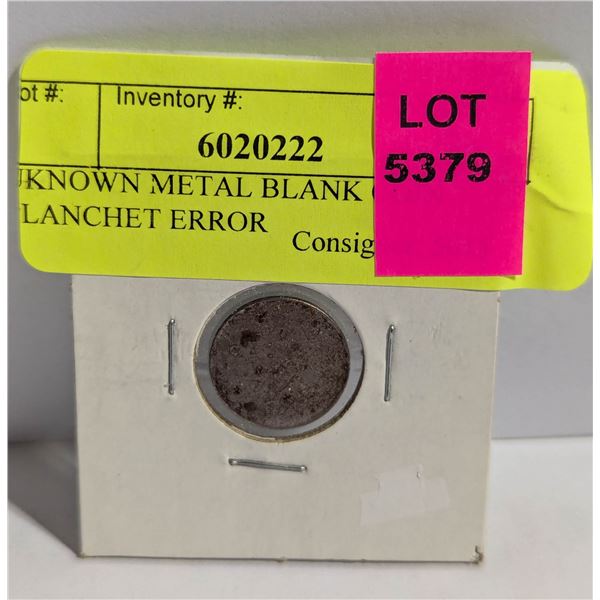 ot #:
Inventory #:
6020222
UKNOWN METAL BLANK
LANCHET ERROR
Consig
LOT
5379